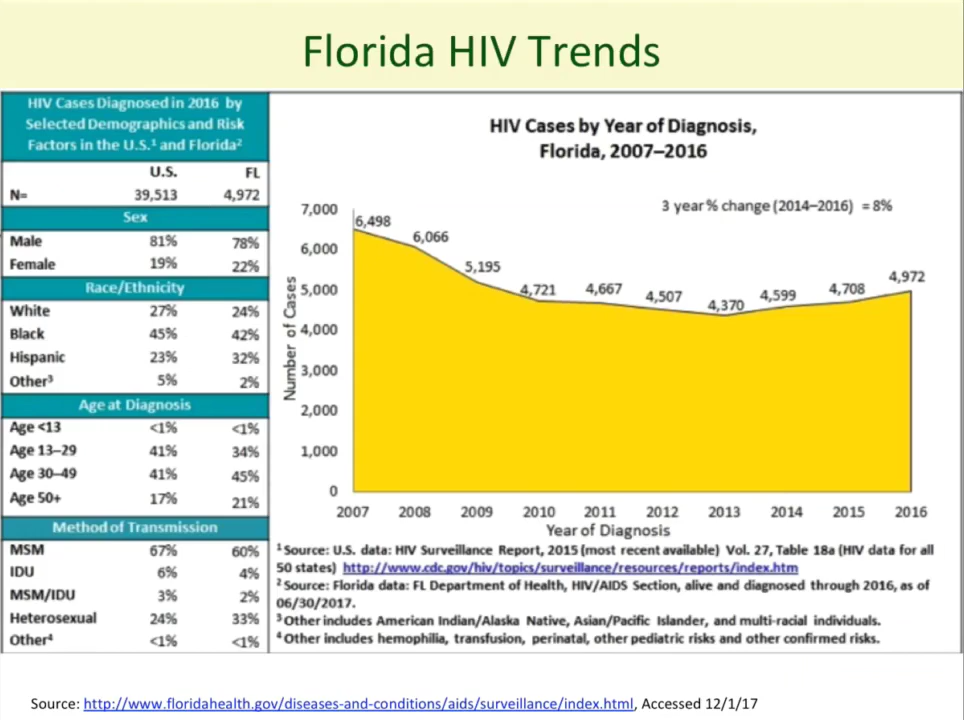 Florida HIV Trends
HIV Cases Diagnosed in 2016 by
Selected Demographics and Risk
Factors in the U.S.¹ and Florida²
U.S. FL
N= 39,513 4,972
Sex
Male 81% 78%
Female 19% 22%
Race/Ethnicity
White 27% 24%
Black 45% 42%
Hispanic 23% 32%
Other³ 5% 2%
Age at Diagnosis
Age <13 <1% <1%
Age 13–29 41% 34%
Age 30–49 41% 45%
Age 50+ 17% 21%
Method of Transmission
MSM 67% 60%
IDU 6% 4%
MSM/IDU 3% 2%
Heterosexual 24% 33%
Other⁴ <1% <1%
HIV Cases by Year of Diagnosis,
Florida, 2007–2016
3 year % change (2014–2016) = 8%
Number of Cases
7,000
6,000
5,000
4,000
3,000
2,000
1,000
0
6,498 6,066 5,195 4,721 4,667 4,507 4,370 4,599 4,708 4,972
2007 2008 2009 2010 2011 2012 2013 2014 2015 2016
Year of Diagnosis
¹Source: U.S. data: HIV Surveillance Report, 2015 (most recent available) Vol. 27, Table 18a (HIV data for all
50 states) http://www.cdc.gov/hiv/topics/surveillance/resources/reports/index.htm
²Source: Florida data: FL Department of Health, HIV/AIDS Section, alive and diagnosed through 2016, as of
06/30/2017.
³Other includes American Indian/Alaska Native, Asian/Pacific Islander, and multi-racial individuals.
⁴Other includes hemophilia, transfusion, perinatal, other pediatric risks and other confirmed risks.
Source: http://www.floridahealth.gov/diseases-and-conditions/aids/surveillance/index.html, Accessed 12/1/17